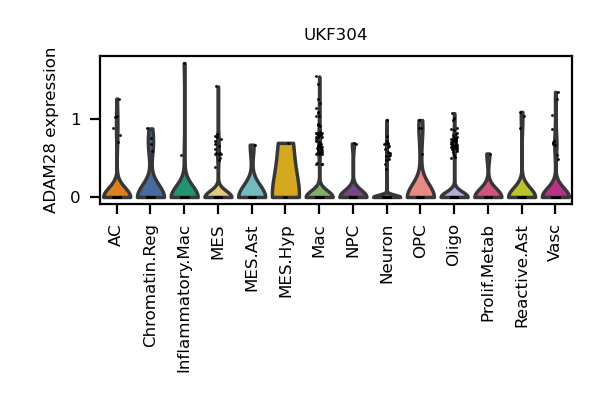 UKF304
ADAM28 expression
1
0
AC
Chromatin.Reg
Inflammatory.Mac
MES
MES.Ast
MES.Hyp
Mac
NPC
Neuron
OPC
Oligo
Prolif.Metab
Reactive.Ast
Vasc